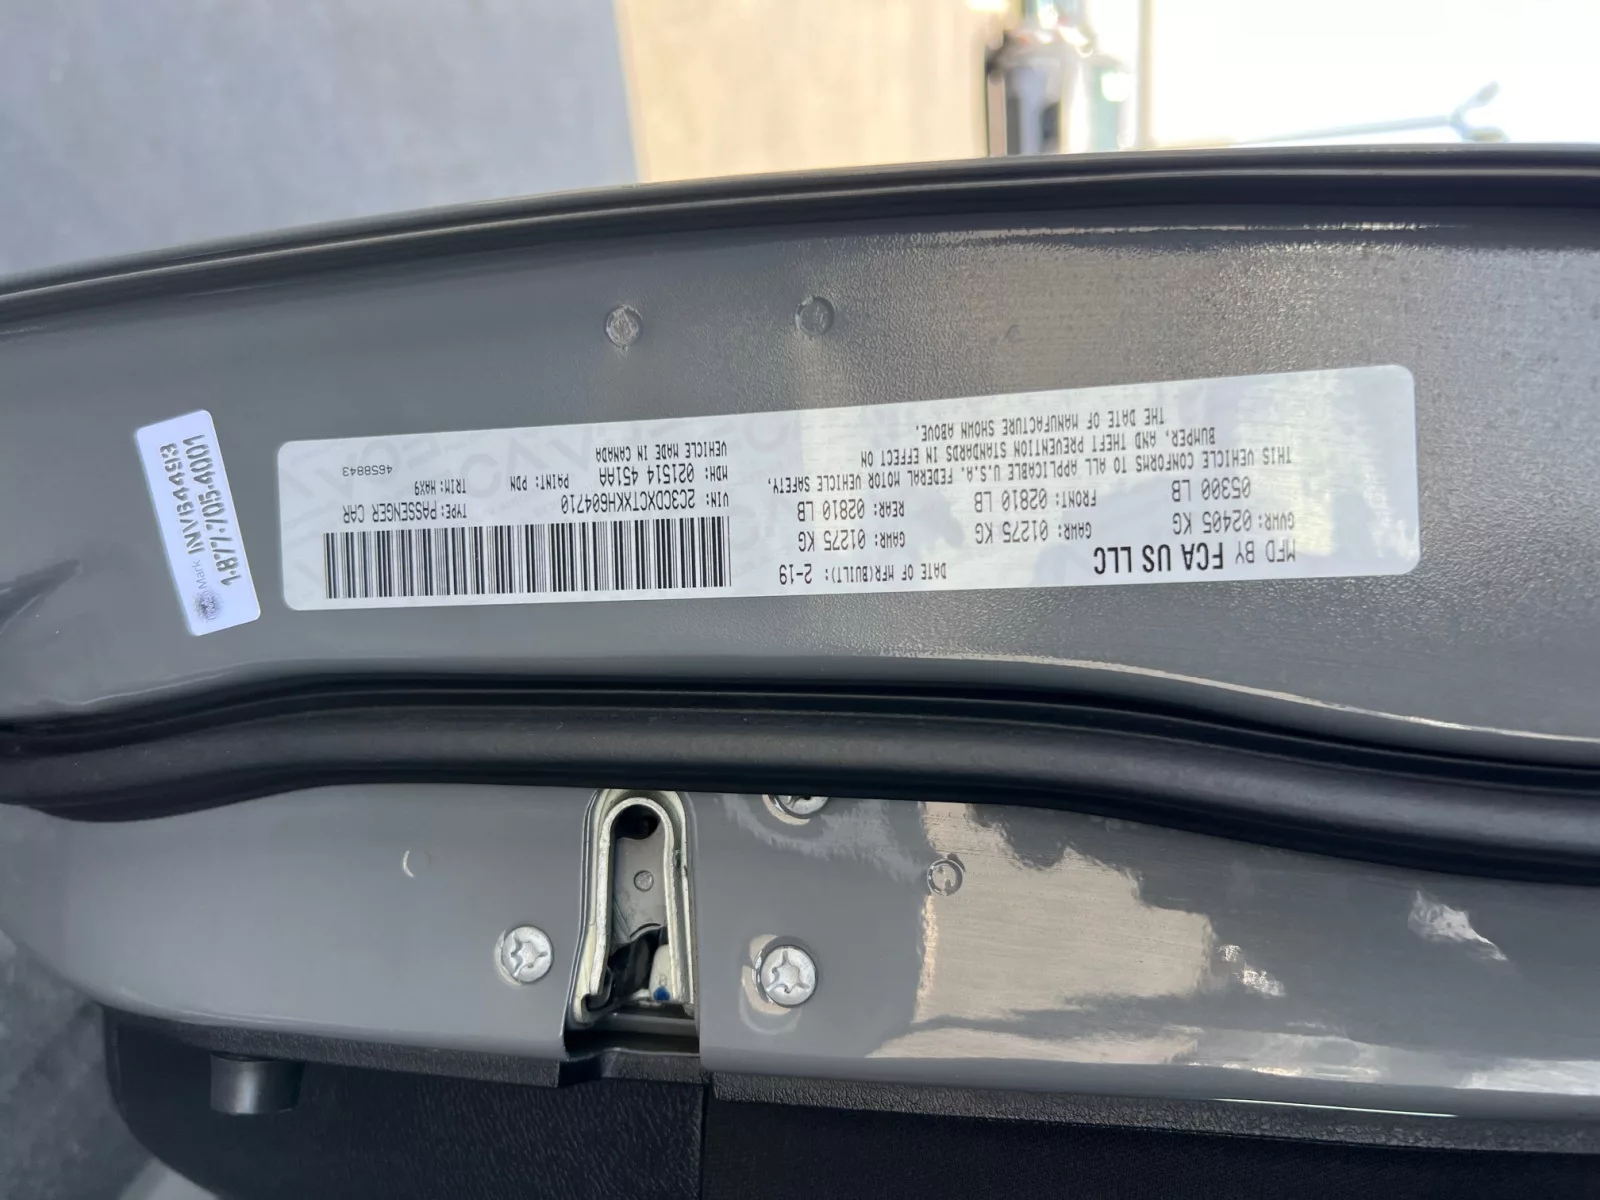 MFD BY FCA US LLC
DATE OF MFR(BUILT): 2-19
GVWR: 02405 KG
GAWR: 01275 KG
GAWR: 01275 KG
05300 LB
FRONT: 02810 LB
REAR: 02810 LB
THIS VEHICLE CONFORMS TO ALL APPLICABLE U.S.A. FEDERAL MOTOR VEHICLE SAFETY,
BUMPER, AND THEFT PREVENTION STANDARDS IN EFFECT ON
THE DATE OF MANUFACTURE SHOWN ABOVE.
VIN: 2C3CDXCTXKH604710
TYPE: PASSENGER CAR
MDH: 021514 451AA
PAINT: PDN
TRIM: HAX9
VEHICLE MADE IN CANADA
4658843
Mark
1-877-705-4001